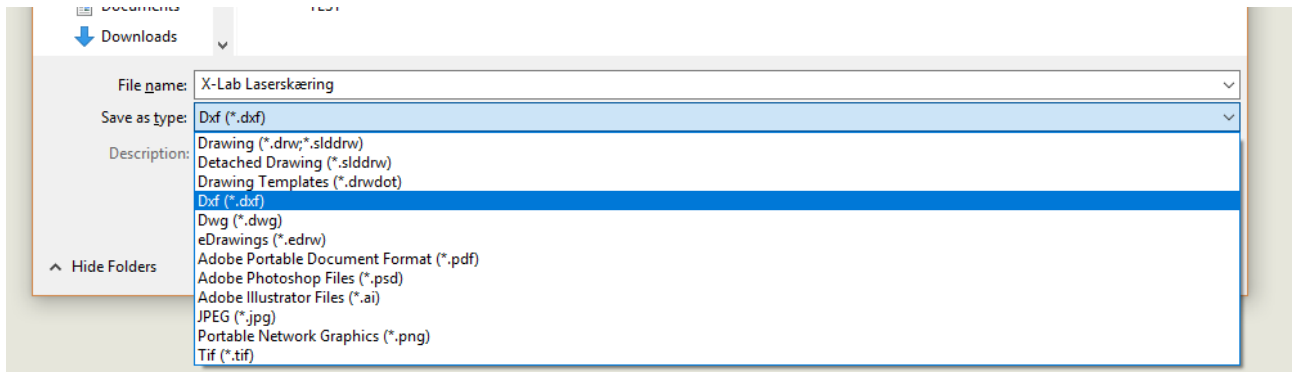 Documents
TEST
Downloads
File name: X-Lab Laserskæring
Save as type: Dxf (*.dxf)
Description:
Drawing (*.drw;*.slddrw)
Detached Drawing (*.slddrw)
Drawing Templates (*.drwdot)
Dxf (*.dxf)
Dwg (*.dwg)
eDrawings (*.edrw)
Adobe Portable Document Format (*.pdf)
Hide Folders
Adobe Photoshop Files (*.psd)
Adobe Illustrator Files (*.ai)
JPEG (*.jpg)
Portable Network Graphics (*.png)
Tif (*.tif)